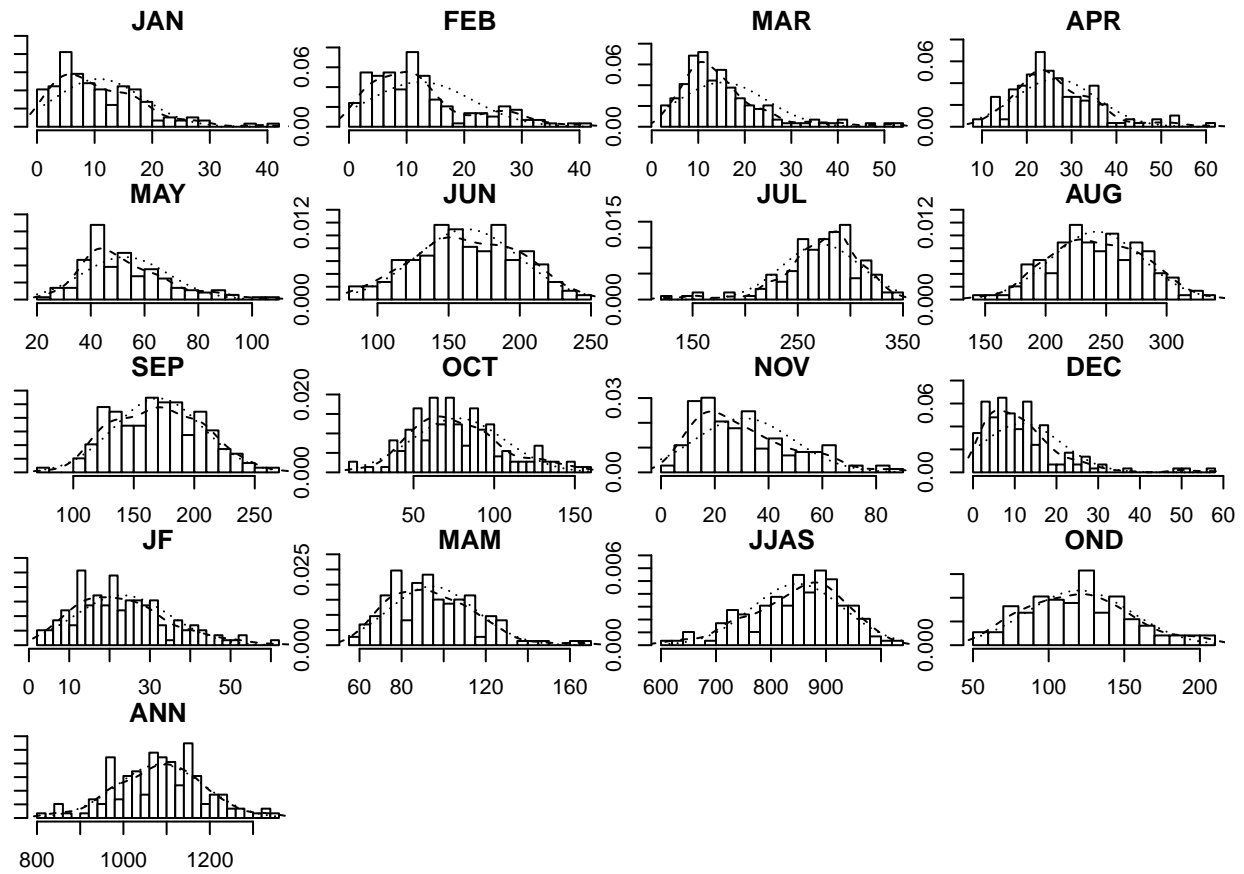 JAN FEB MAR APR
0.06 0.06 0.06
0.00 0.00 0.00
0 10 20 30 40 0 10 20 30 40 0 10 20 30 40 50 10 20 30 40 50 60
MAY JUN JUL AUG
0.012 0.015 0.012
0.000 0.000 0.000
20 40 60 80 100 100 150 200 250 150 250 350 150 200 250 300
SEP OCT NOV DEC
0.020 0.03 0.06
0.000 0.00 0.00
100 150 200 250 50 100 150 0 20 40 60 80 0 10 20 30 40 50 60
JF MAM JJAS OND
0.025 0.006
0.000 0.000 0.000
0 10 30 50 60 80 120 160 600 700 800 900 50 100 150 200
ANN
800 1000 1200